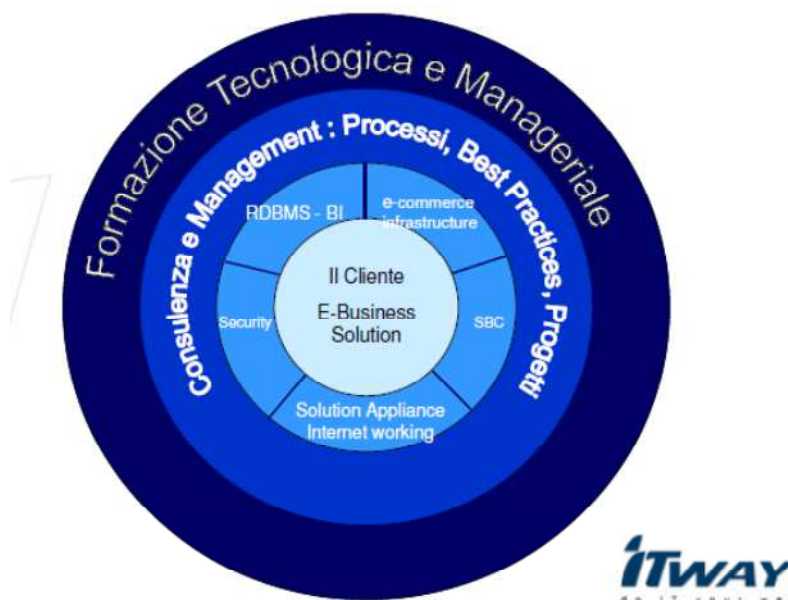 Formazione Tecnologica e Manageriale
Consulenza e Management : Processi, Best Practices, Progetti
RDBMS - BI
e-commerce
infrastructure
Il Cliente
E-Business
Solution
Security
SBC
Solution Appliance
Internet working
iTWAY